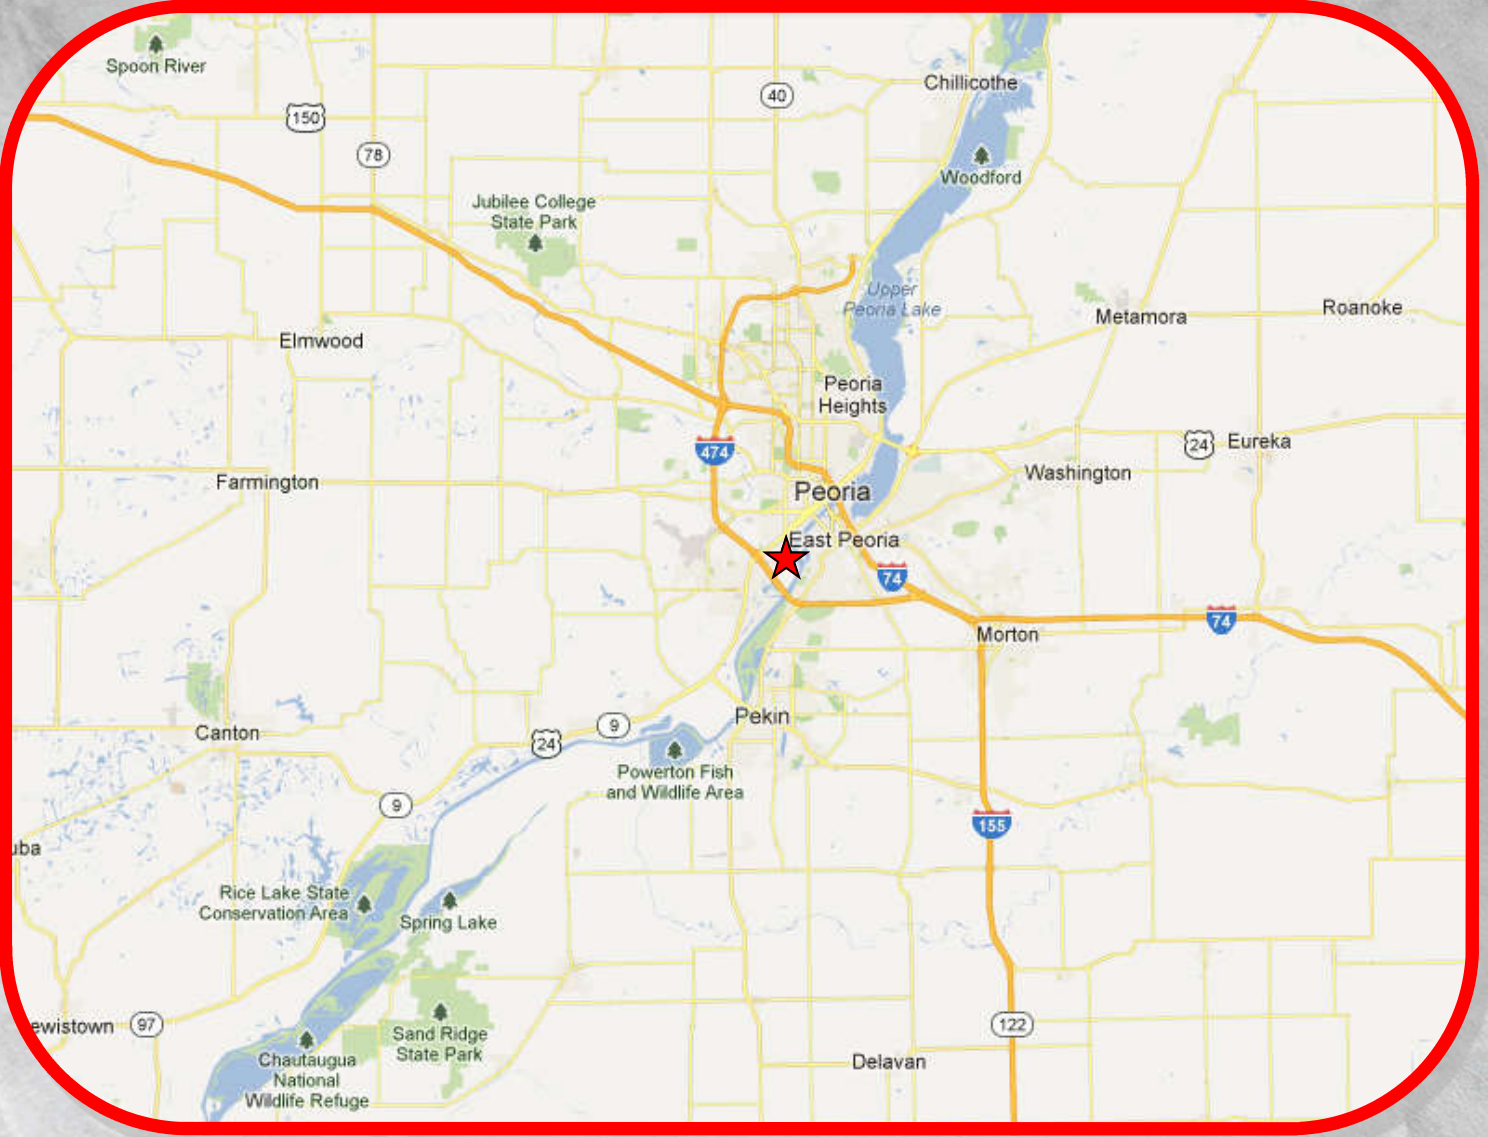 Spoon River
150
78
40
Chillicothe
Woodford
Jubilee College
State Park
Upper
Peoria Lake
Metamora
Roanoke
Elmwood
Peoria
Heights
474
24
Eureka
Farmington
Washington
Peoria
East Peoria
74
74
Morton
Canton
9
24
Pekin
Powerton Fish
and Wildlife Area
9
155
uba
Rice Lake State
Conservation Area
Spring Lake
ewistown
97
Sand Ridge
State Park
122
Chautaugua
National
Wildlife Refuge
Delavan